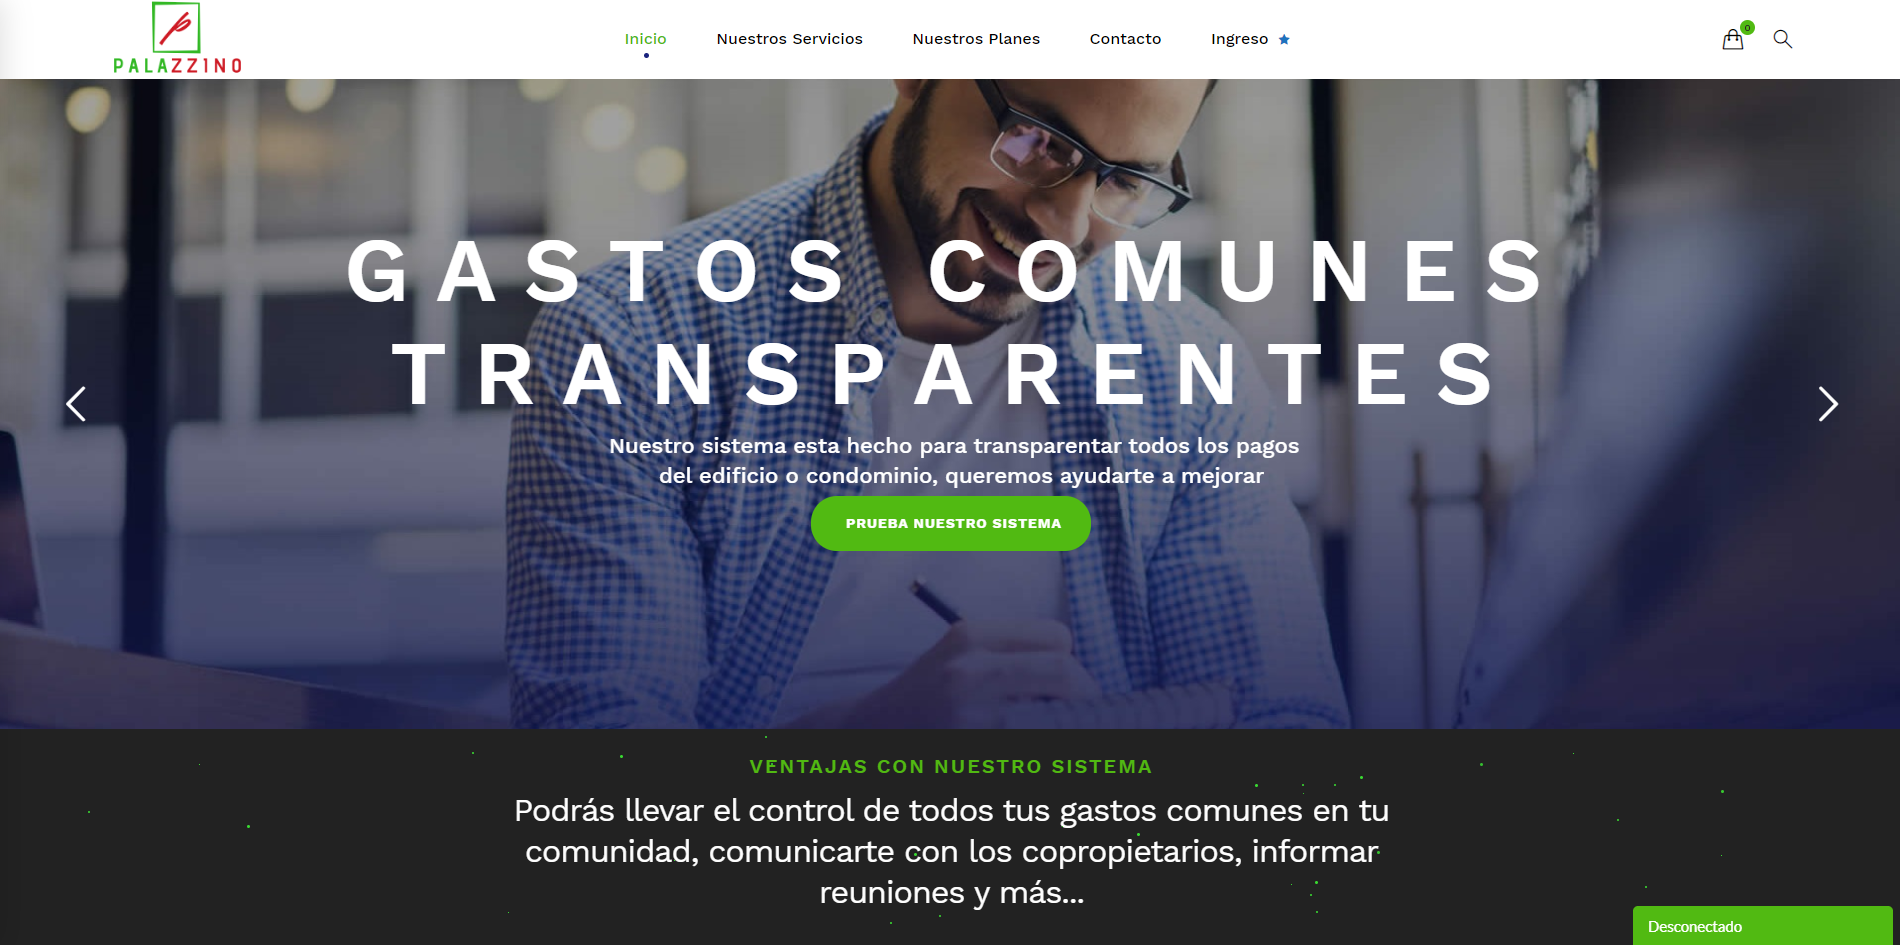 PALAZZINO
Inicio
Nuestros Servicios
Nuestros Planes
Contacto
Ingreso
0
GASTOS COMUNES
TRANSPARENTES
Nuestro sistema esta hecho para transparentar todos los pagos
del edificio o condominio, queremos ayudarte a mejorar
PRUEBA NUESTRO SISTEMA
VENTAJAS CON NUESTRO SISTEMA
Podrás llevar el control de todos tus gastos comunes en tu
comunidad, comunicarte con los copropietarios, informar
reuniones y más...
Desconectado